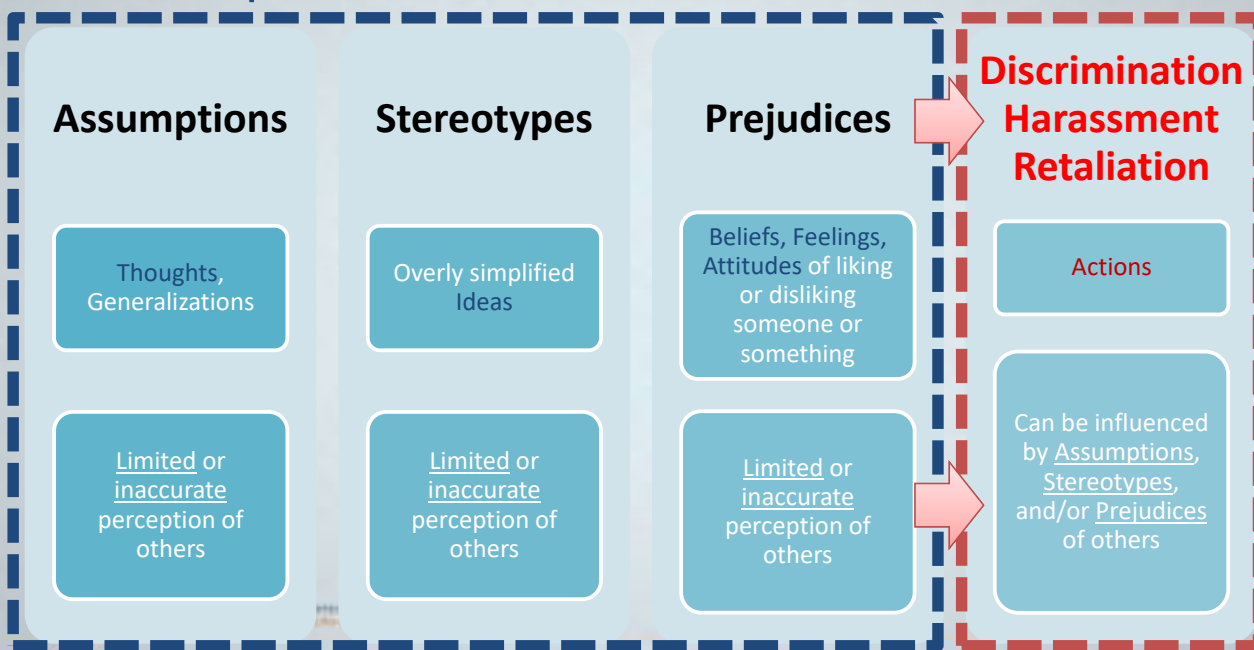 Assumptions
Thoughts,
Generalizations
Limited or
inaccurate
perception of
others
Stereotypes
Overly simplified
Ideas
Limited or
inaccurate
perception of
others
Prejudices
Beliefs, Feelings,
Attitudes of liking
or disliking
someone or
something
Limited or
inaccurate
perception of
others
Discrimination
Harassment
Retaliation
Actions
Can be influenced
by Assumptions,
Stereotypes,
and/or Prejudices
of others